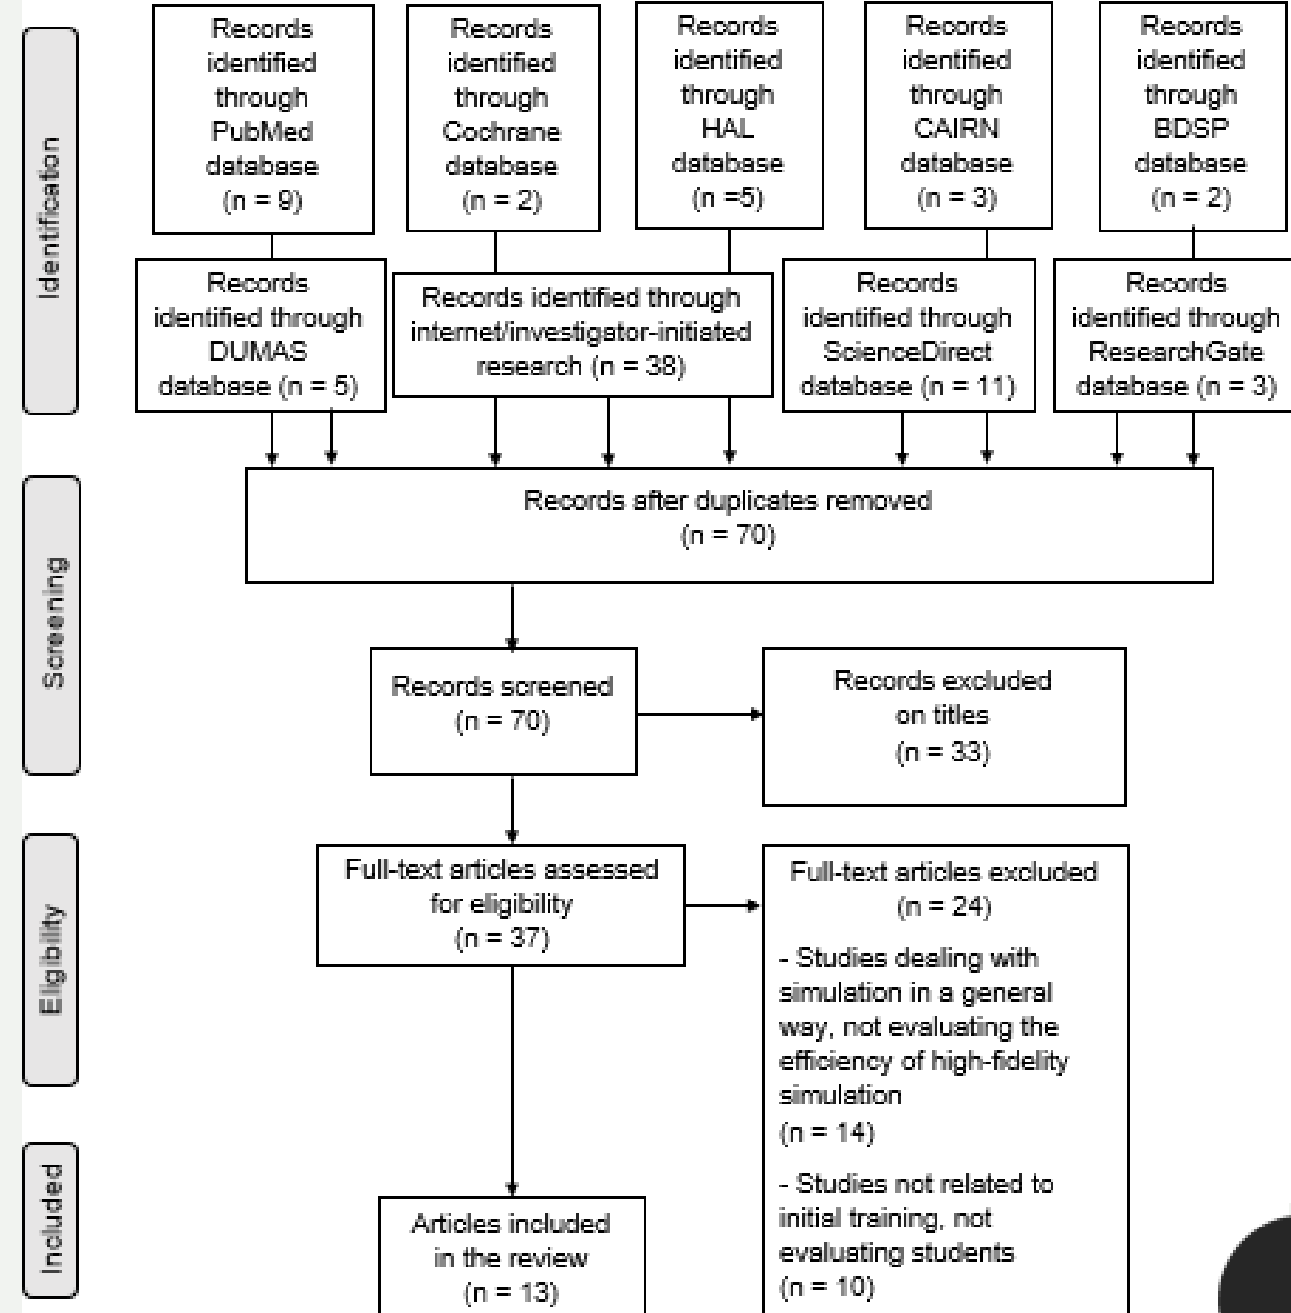 Identification
Records
identified
through
PubMed
database
(n = 9)
Records
identified
through
Cochrane
database
(n = 2)
Records
identified
through
HAL
database
(n =5)
Records
identified
through
CAIRN
database
(n = 3)
Records
identified
through
BDSP
database
(n = 2)
Records
identified through
DUMAS
database (n = 5)
Records identified through
internet/investigator-initiated
research (n = 38)
Records
identified through
ScienceDirect
database (n = 11)
Records
identified through
ResearchGate
database (n = 3)
Screening
Records after duplicates removed
(n = 70)
Records screened
(n = 70)
Records excluded
on titles
(n = 33)
Eligibility
Full-text articles assessed
for eligibility
(n = 37)
Full-text articles excluded
(n = 24)
- Studies dealing with
simulation in a general
way, not evaluating the
efficiency of high-fidelity
simulation
(n = 14)
- Studies not related to
initial training, not
evaluating students
(n = 10)
Included
Articles included
in the review
(n = 13)